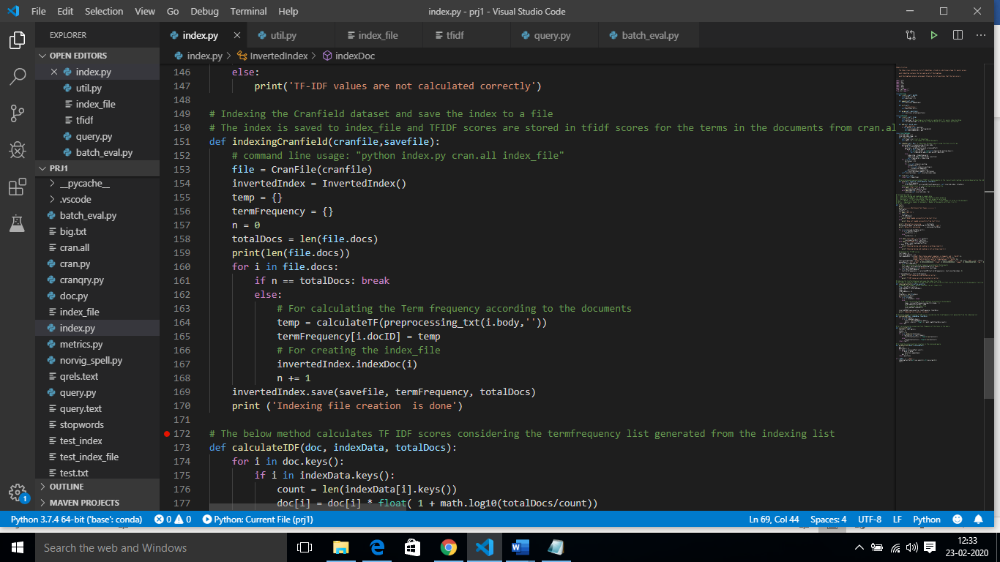 File Edit Selection View Go Debug Terminal Help index.py - prj1 - Visual Studio Code
EXPLORER
OPEN EDITORS
index.py
util.py
index_file
tfidf
query.py
batch_eval.py
PRJ1
__pycache__
.vscode
batch_eval.py
big.txt
cran.all
cran.py
cranqry.py
doc.py
index_file
index.py
metrics.py
norvig_spell.py
qrels.text
query.py
query.text
stopwords
test_index
test_index_file
test.txt
OUTLINE
MAVEN PROJECTS
1
index.py util.py index_file tfidf query.py batch_eval.py
index.py > InvertedIndex > indexDoc
146 else:
147 print('TF-IDF values are not calculated correctly')
148
149 # Indexing the Cranfield dataset and save the index to a file
150 # The index is saved to index_file and TFIDF scores are stored in tfidf scores for the terms in the documents from cran.al
151 def indexingCranfield(cranfile,savefile):
152 # command line usage: "python index.py cran.all index_file"
153 file = CranFile(cranfile)
154 invertedIndex = InvertedIndex()
155 temp = {}
156 termFrequency = {}
157 n = 0
158 totalDocs = len(file.docs)
159 print(len(file.docs))
160 for i in file.docs:
161 if n == totalDocs: break
162 else:
163 # For calculating the Term frequency according to the documents
164 temp = calculateTF(preprocessing_txt(i.body,''))
165 termFrequency[i.docID] = temp
166 # For creating the index_file
167 invertedIndex.indexDoc(i)
168 n += 1
169 invertedIndex.save(savefile, termFrequency, totalDocs)
170 print ('Indexing file creation  is done')
171
172 # The below method calculates TF IDF scores considering the termfrequency list generated from the indexing list
173 def calculateIDF(doc, indexData, totalDocs):
174 for i in doc.keys():
175 if i in indexData.keys():
176 count = len(indexData[i].keys())
177 doc[i] = doc[i] * float( 1 + math.log10(totalDocs/count))
Python 3.7.4 64-bit ('base': conda) 0 0 Python: Current File (prj1) Ln 69, Col 44 Spaces: 4 UTF-8 LF Python
Search the web and Windows
12:33
23-02-2020